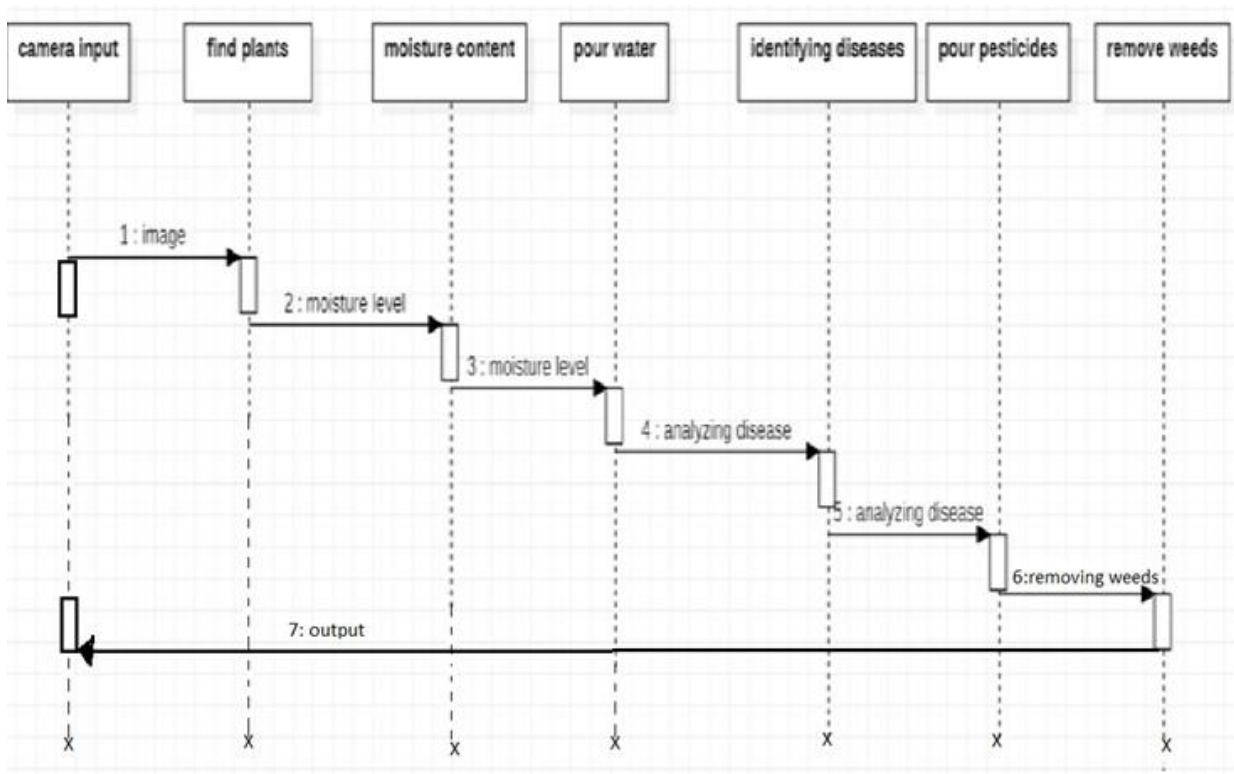 camera input
find plants
moisture content
pour water
identifying diseases
pour pesticides
remove weeds
1 : image
2 : moisture level
3 : moisture level
4 : analyzing disease
5 : analyzing disease
6:removing weeds
7: output
X X X X X X X